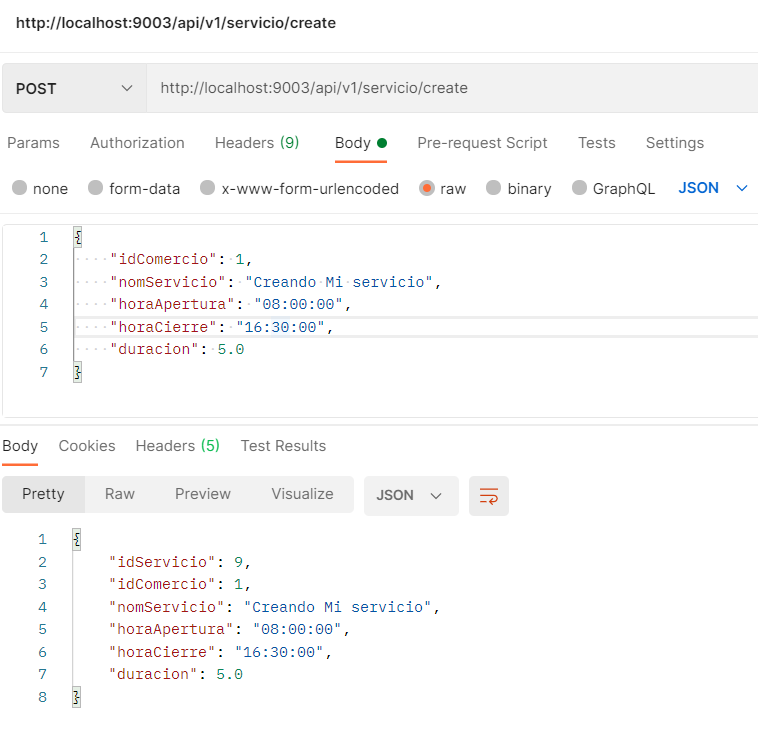 http://localhost:9003/api/v1/servicio/create
POST http://localhost:9003/api/v1/servicio/create
Params Authorization Headers (9) Body Pre-request Script Tests Settings
none form-data x-www-form-urlencoded raw binary GraphQL JSON
1 {
2 "idComercio": 1,
3 "nomServicio": "Creando Mi servicio",
4 "horaApertura": "08:00:00",
5 "horaCierre": "16:30:00",
6 "duracion": 5.0
7 }
Body Cookies Headers (5) Test Results
Pretty Raw Preview Visualize JSON
1 {
2 "idServicio": 9,
3 "idComercio": 1,
4 "nomServicio": "Creando Mi servicio",
5 "horaApertura": "08:00:00",
6 "horaCierre": "16:30:00",
7 "duracion": 5.0
8 }